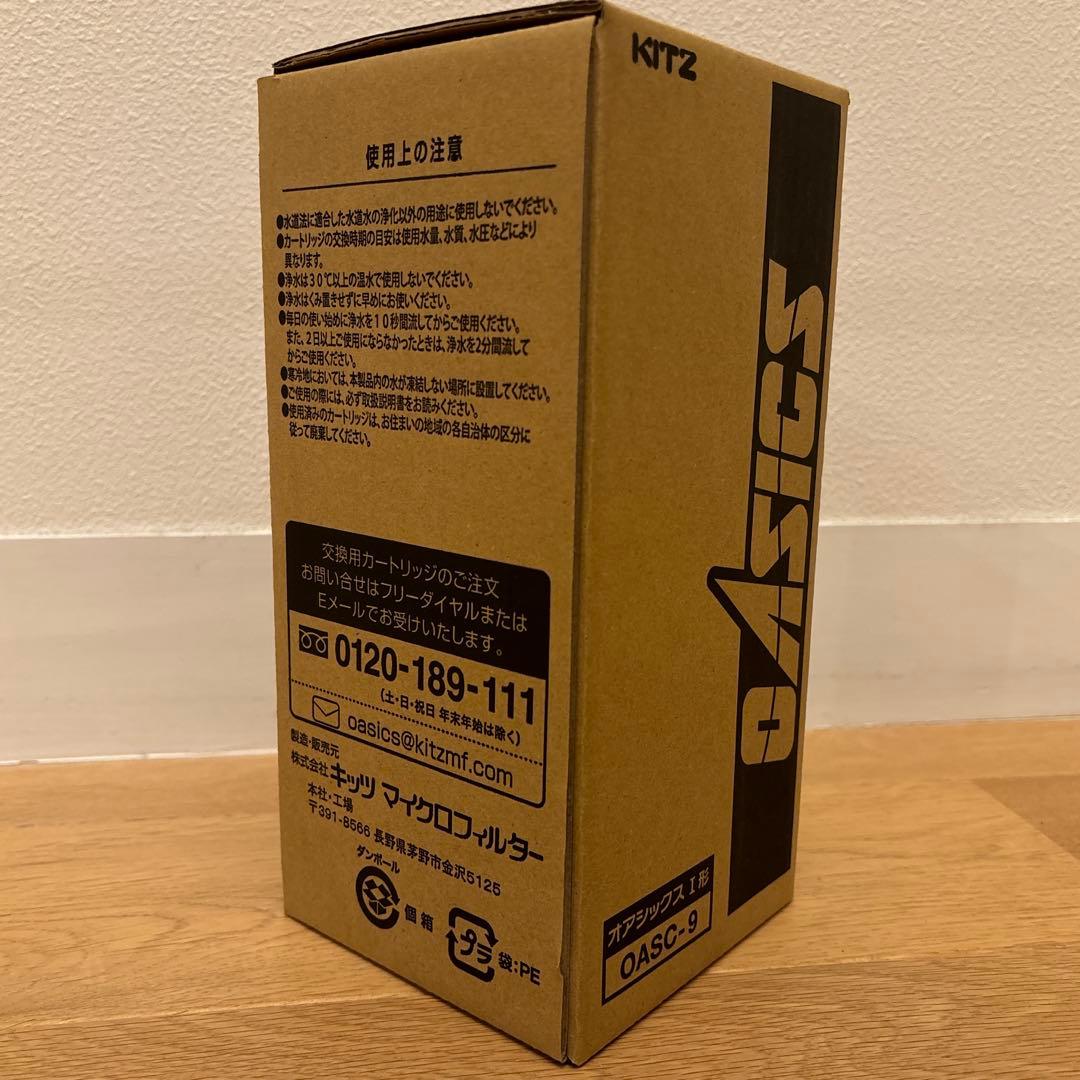 使用上の注意
●水道法に適合した水道水の浄化以外の用途に使用しないでください。
●カートリッジの交換時期の目安は使用水量、水質、水圧などにより
異なります。
●浄水は30℃以上の温水で使用しないでください。
●浄水はくみ置きせずに早めにお使いください。
●毎日の使い始めに浄水を10秒間流してからご使用ください。
また、2日以上ご使用にならなかったときは、浄水を2分間流して
からご使用ください。
●寒冷地においては、本製品内の水が凍結しない場所に設置してください。
●ご使用の際には、必ず取扱説明書をお読みください。
●使用済みのカートリッジは、お住まいの地域の各自治体の区分に
従って廃棄してください。
交換用カートリッジのご注文
お問い合せはフリーダイヤルまたは
Eメールでお受けいたします。
0120-189-111
(土・日・祝日 年末年始は除く)
oasics@kitzmf.com
製造・販売元
株式会社 キッツ マイクロフィルター
本社・工場
〒391-8566 長野県茅野市金沢5125
ダンボール
個箱
プラ
袋:PE
KITZ
OASICS
オアシックス I形
OASC-9